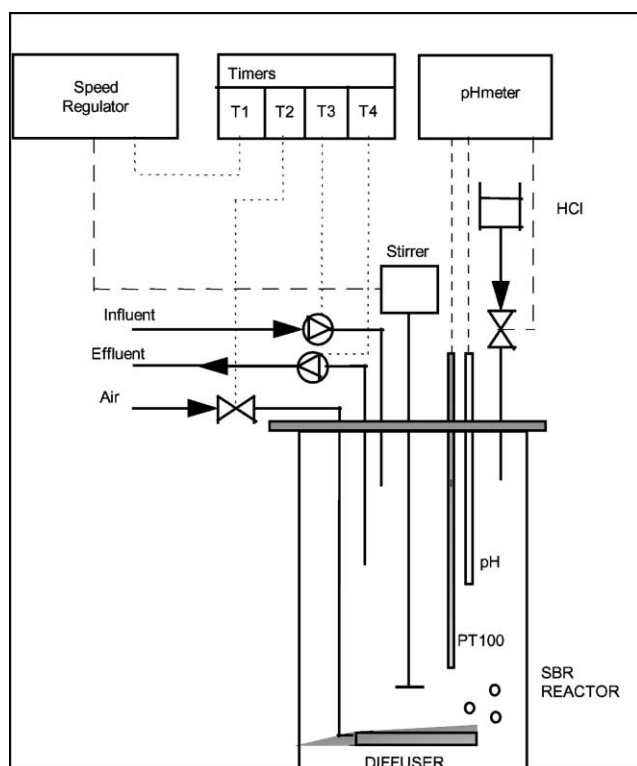 Speed
Regulator
Timers
T1 T2 T3 T4
pHmeter
HCl
Stirrer
Influent
Effluent
Air
pH
PT100
SBR
REACTOR
DIFFUSER